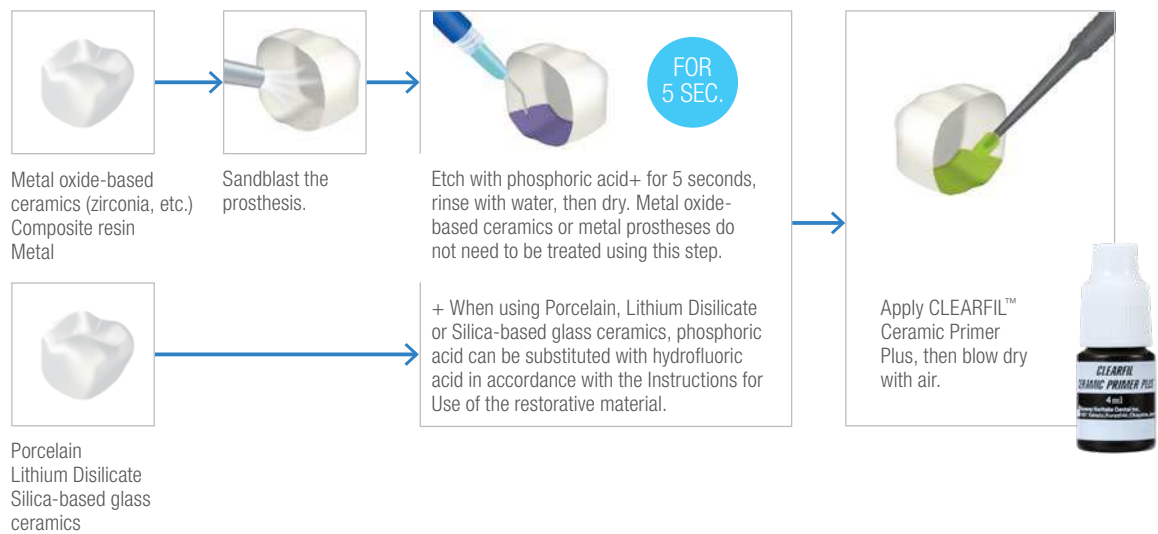 FOR
5 SEC.
Metal oxide-based
ceramics (zirconia, etc.)
Composite resin
Metal
Sandblast the
prosthesis.
Etch with phosphoric acid+ for 5 seconds,
rinse with water, then dry. Metal oxide-
based ceramics or metal prostheses do
not need to be treated using this step.
+ When using Porcelain, Lithium Disilicate
or Silica-based glass ceramics, phosphoric
acid can be substituted with hydrofluoric
acid in accordance with the Instructions for
Use of the restorative material.
Apply CLEARFIL™
Ceramic Primer
Plus, then blow dry
with air.
CLEARFIL
CERAMIC PRIMER PLUS
4 ml
Kuraray Noritake Dental Inc.
Porcelain
Lithium Disilicate
Silica-based glass
ceramics